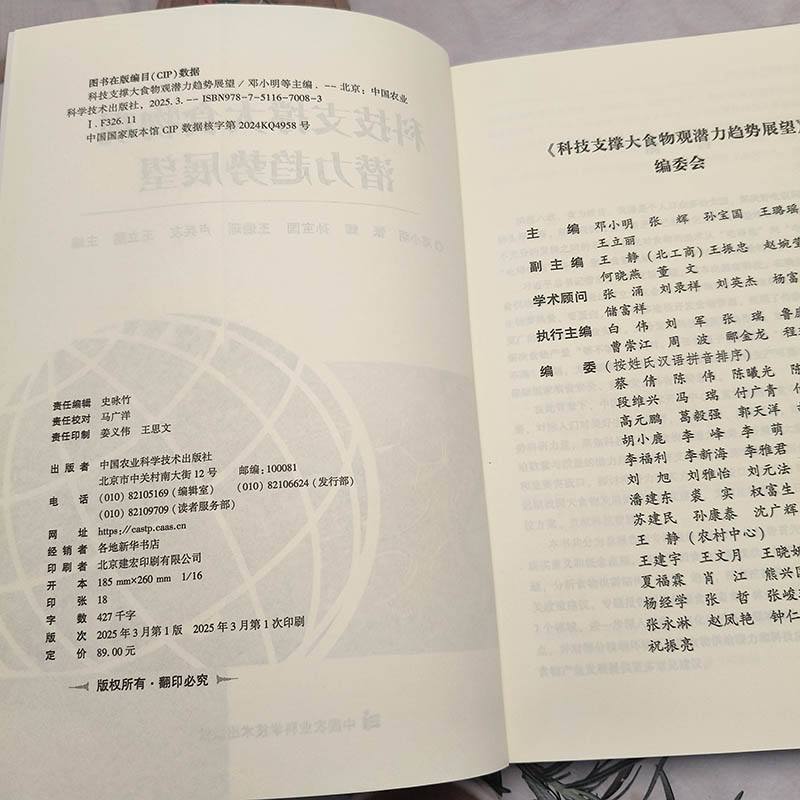 图书在版编目(CIP)数据
科技支撑大食物观潜力趋势展望 / 邓小明等主编. -- 北京：中国农业
科学技术出版社，2025.3. -- ISBN978-7-5116-7008-3
Ⅰ.F326.11
中国国家版本馆 CIP 数据核字第 2024KQ4958 号
责任编辑 史咏竹
责任校对 马广洋
责任印制 姜义伟 王思文
出版者 中国农业科学技术出版社
北京市中关村南大街 12 号 邮编：100081
电话 (010) 82105169 (编辑室) (010) 82106624 (发行部)
(010) 82109709 (读者服务部)
网址 https://castp.caas.cn
经销者 各地新华书店
印刷者 北京建宏印刷有限公司
开本 185 mm×260 mm 1/16
印张 18
字数 427 千字
版次 2025 年 3 月第 1 版 2025 年 3 月第 1 次印刷
定价 89.00 元
版权所有·翻印必究
《科技支撑大食物观潜力趋势展望》
编委会
主编 邓小明 张辉 孙宝国 王璐瑶
王立丽
副主编 王静(北工商) 王振忠 赵婉莹
何晓燕 董文
学术顾问 张涌 刘录祥 刘英杰 杨富
储富祥
执行主编 白伟 刘军 张瑞 鲁
曹崇江 周波 郦金龙 程
编委 (按姓氏汉语拼音排序)
蔡倩 陈伟 陈曦光 陈
段维兴 冯瑞 付广青 付
高元鹏 葛毅强 郭天洋
胡小鹿 李峰 李萌
李福利 李新海 李雅君
刘旭 刘雅怡 刘元法
潘建东 裘实 权富生
苏建民 孙康泰 沈广辉
王静(农村中心)
王建宇 王文月 王晓
夏福霖 肖江 熊兴国
杨经学 张哲 张峻
张永淋 赵凤艳 钟仁
祝振亮